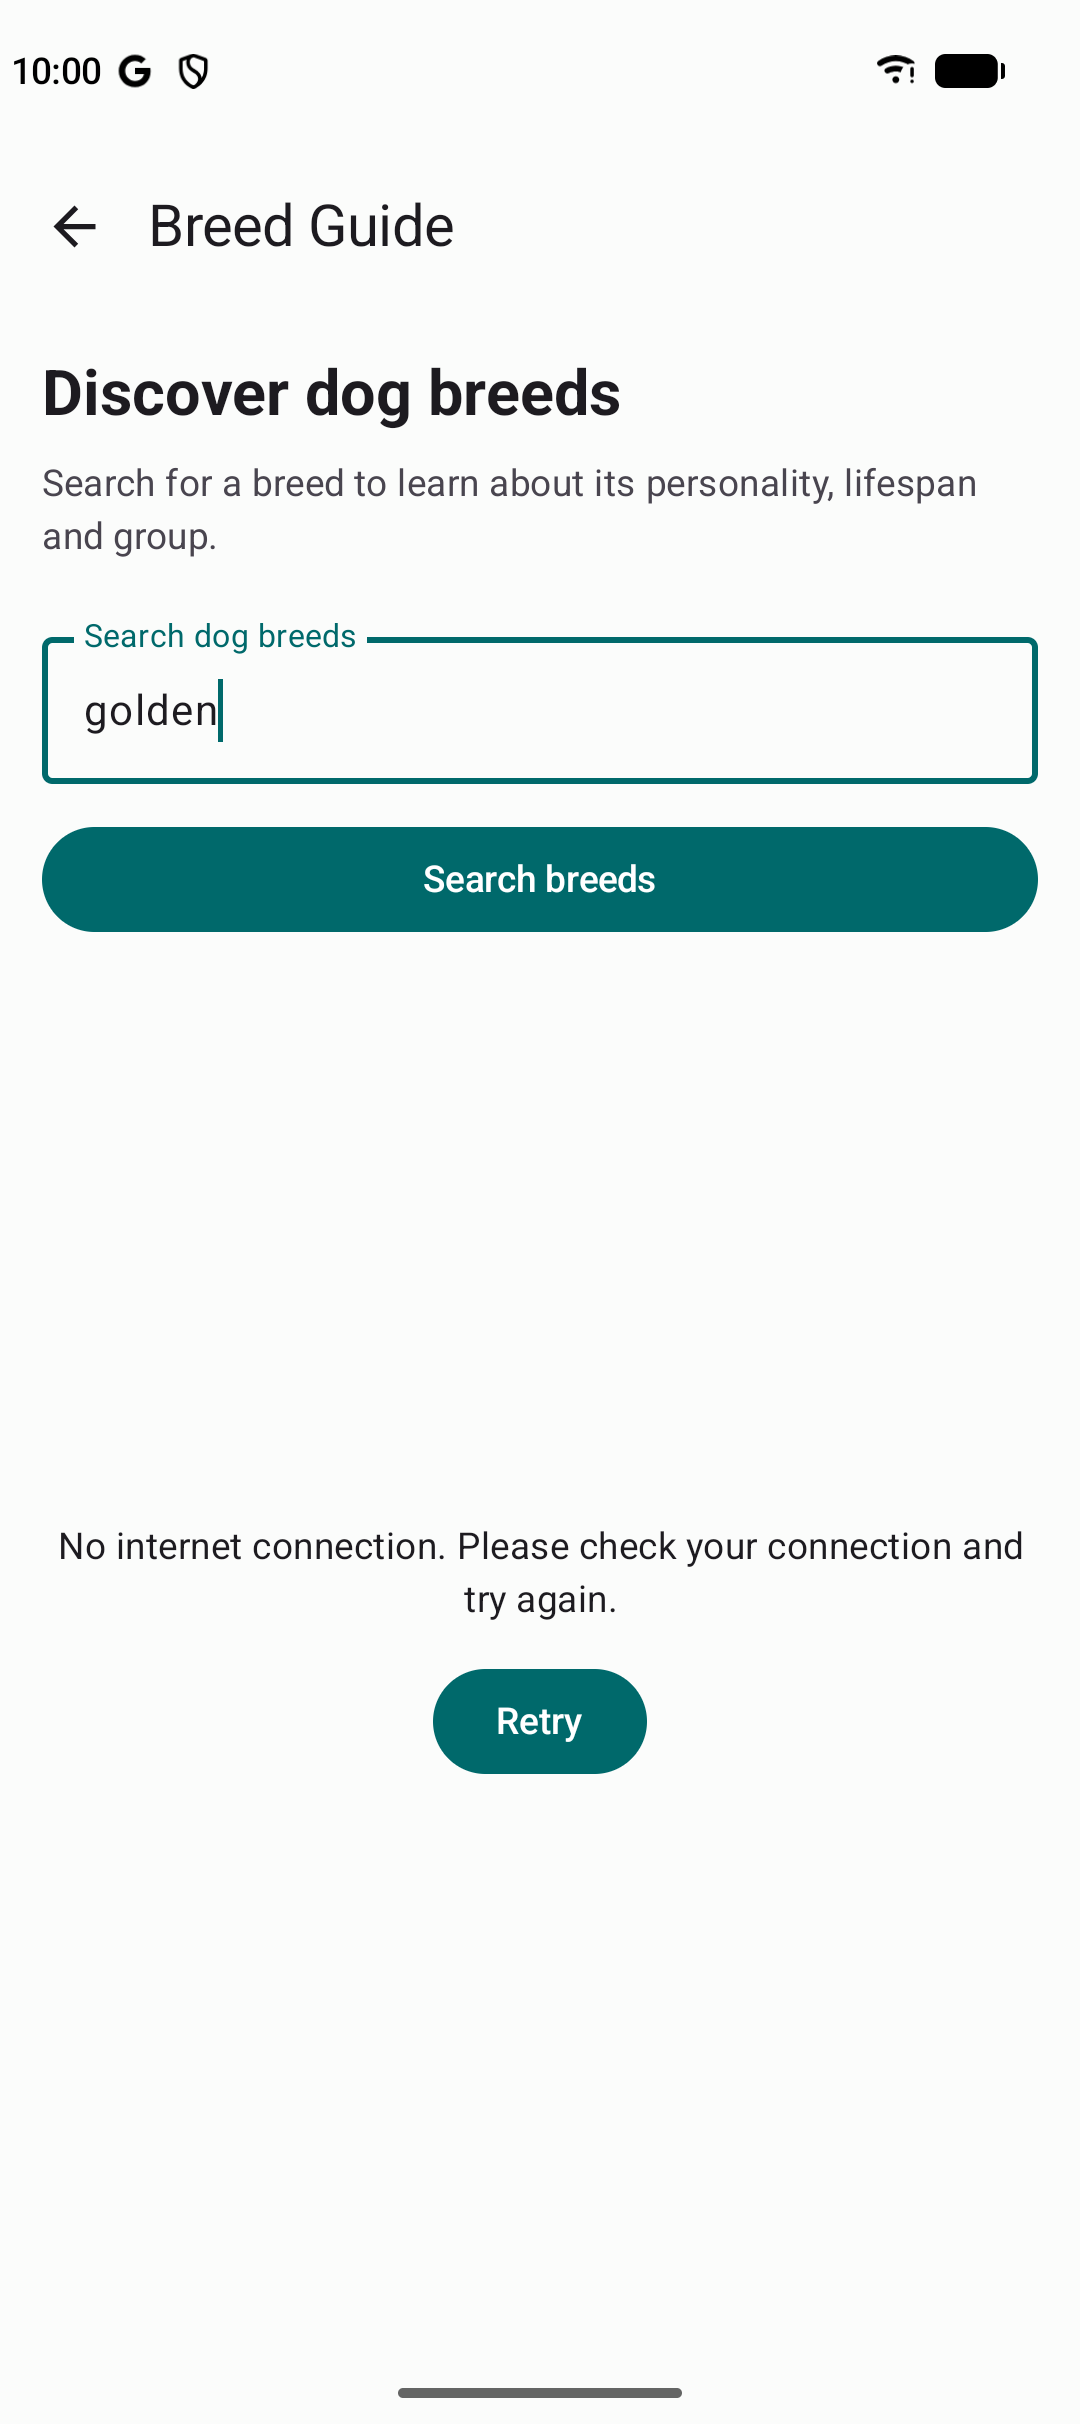 10:00
Breed Guide
Discover dog breeds
Search for a breed to learn about its personality, lifespan
and group.
Search dog breeds
golden
Search breeds
No internet connection. Please check your connection and
try again.
Retry